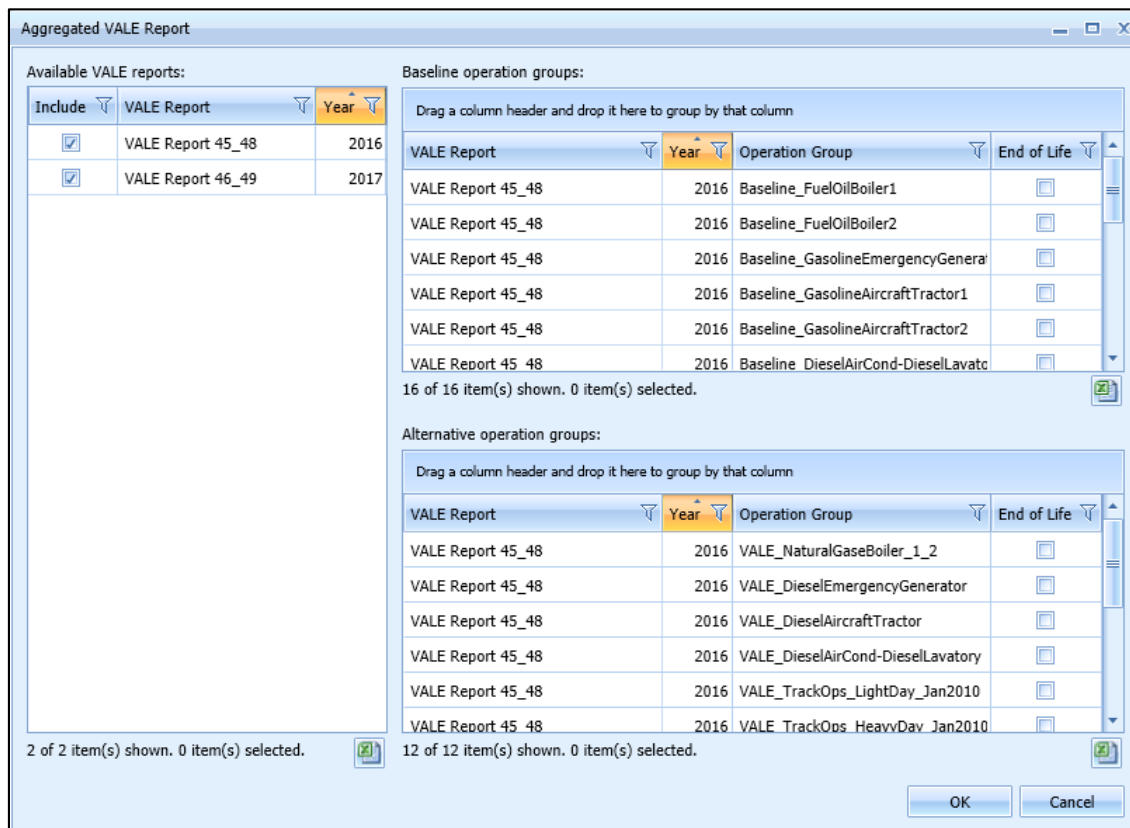 Aggregated VALE Report
Available VALE reports:
Include VALE Report Year
VALE Report 45_48 2016
VALE Report 46_49 2017
2 of 2 item(s) shown. 0 item(s) selected.
Baseline operation groups:
Drag a column header and drop it here to group by that column
VALE Report Year Operation Group End of Life
VALE Report 45_48 2016 Baseline_FuelOilBoiler1
VALE Report 45_48 2016 Baseline_FuelOilBoiler2
VALE Report 45_48 2016 Baseline_GasolineEmergencyGenerat
VALE Report 45_48 2016 Baseline_GasolineAircraftTractor1
VALE Report 45_48 2016 Baseline_GasolineAircraftTractor2
VALE Report 45_48 2016 Baseline_DieselAirCond-DieselLavato
16 of 16 item(s) shown. 0 item(s) selected.
Alternative operation groups:
Drag a column header and drop it here to group by that column
VALE Report Year Operation Group End of Life
VALE Report 45_48 2016 VALE_NaturalGaseBoiler_1_2
VALE Report 45_48 2016 VALE_DieselEmergencyGenerator
VALE Report 45_48 2016 VALE_DieselAircraftTractor
VALE Report 45_48 2016 VALE_DieselAirCond-DieselLavatory
VALE Report 45_48 2016 VALE_TrackOps_LightDay_Jan2010
VALE Report 45_48 2016 VALE_TrackOps_HeavyDay_Jan2010
12 of 12 item(s) shown. 0 item(s) selected.
OK Cancel